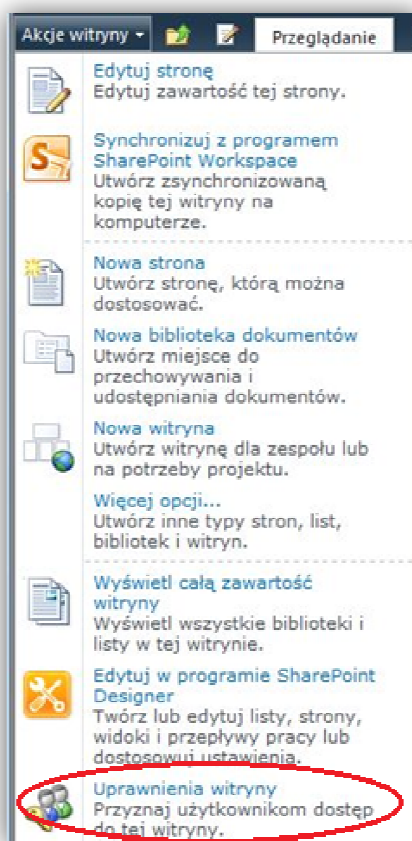 Akcje witryny Przeglądanie
Edytuj stronę
Edytuj zawartość tej strony.
Synchronizuj z programem
SharePoint Workspace
Utwórz zsynchronizowaną
kopię tej witryny na
komputerze.
Nowa strona
Utwórz stronę, którą można
dostosować.
Nowa biblioteka dokumentów
Utwórz miejsce do
przechowywania i
udostępniania dokumentów.
Nowa witryna
Utwórz witrynę dla zespołu lub
na potrzeby projektu.
Więcej opcji...
Utwórz inne typy stron, list,
bibliotek i witryn.
Wyświetl całą zawartość
witryny
Wyświetl wszystkie biblioteki i
listy w tej witrynie.
Edytuj w programie SharePoint
Designer
Twórz lub edytuj listy, strony,
widoki i przepływy pracy lub
dostosowuj ustawienia.
Uprawnienia witryny
Przyznaj użytkownikom dostęp
do tej witryny.